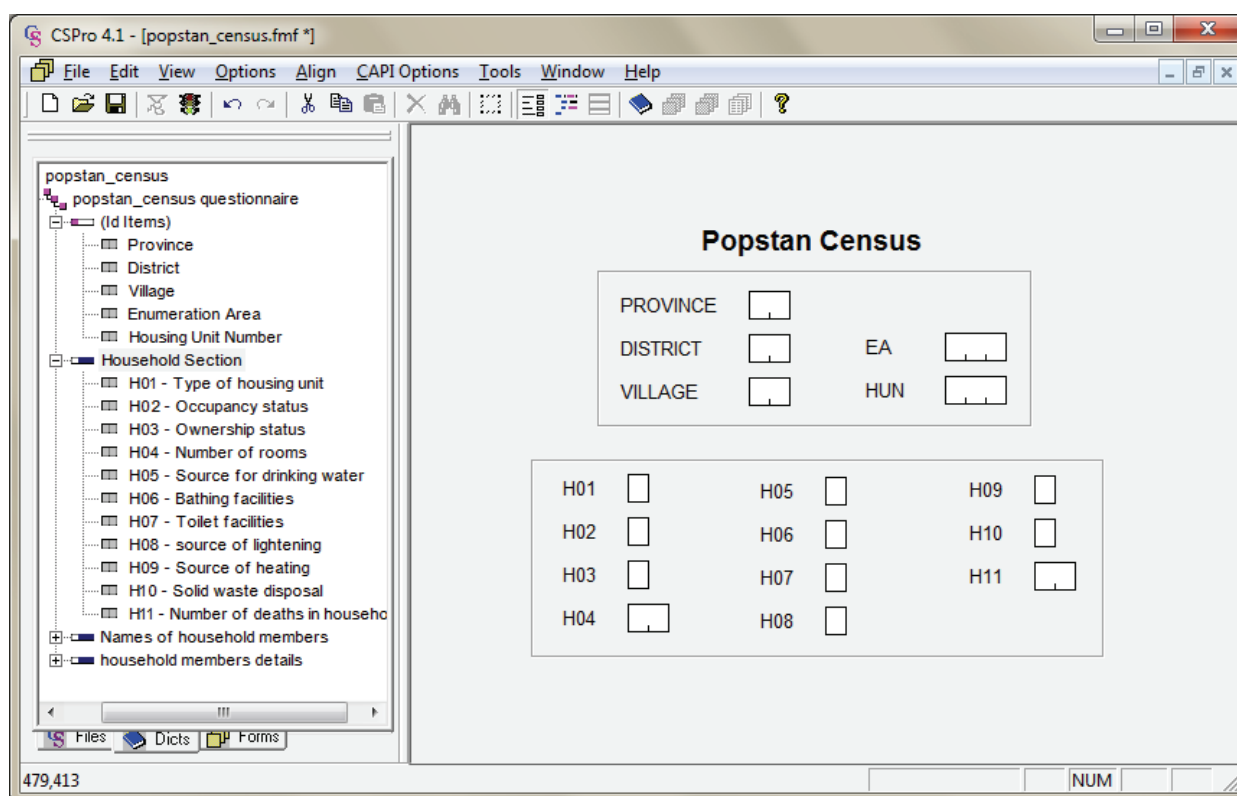 CSPro 4.1 - [popstan_census.fmf *]
File Edit View Options Align CAPI Options Tools Window Help
popstan_census
popstan_census questionnaire
(Id Items)
Province
District
Village
Enumeration Area
Housing Unit Number
Household Section
H01 - Type of housing unit
H02 - Occupancy status
H03 - Ownership status
H04 - Number of rooms
H05 - Source for drinking water
H06 - Bathing facilities
H07 - Toilet facilities
H08 - source of lightening
H09 - Source of heating
H10 - Solid waste disposal
H11 - Number of deaths in househo
Names of household members
household members details
Files Dicts Forms
Popstan Census
PROVINCE
DISTRICT EA
VILLAGE HUN
H01 H05 H09
H02 H06 H10
H03 H07 H11
H04 H08
479,413 NUM